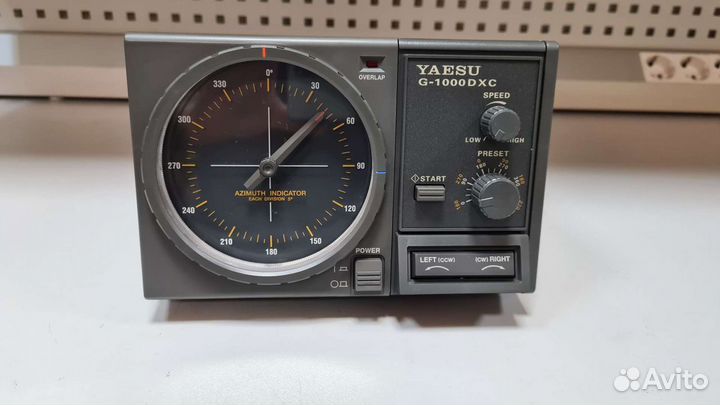 OVERLAP
YAESU
G-1000DXC
SPEED
LOW HIGH
PRESET
START
0°
30
60
90
120
150
180
210
240
270
300
330
AZIMUTH INDICATOR
EACH DIVISION 5°
POWER
LEFT (CCW)
(CW) RIGHT
Avito